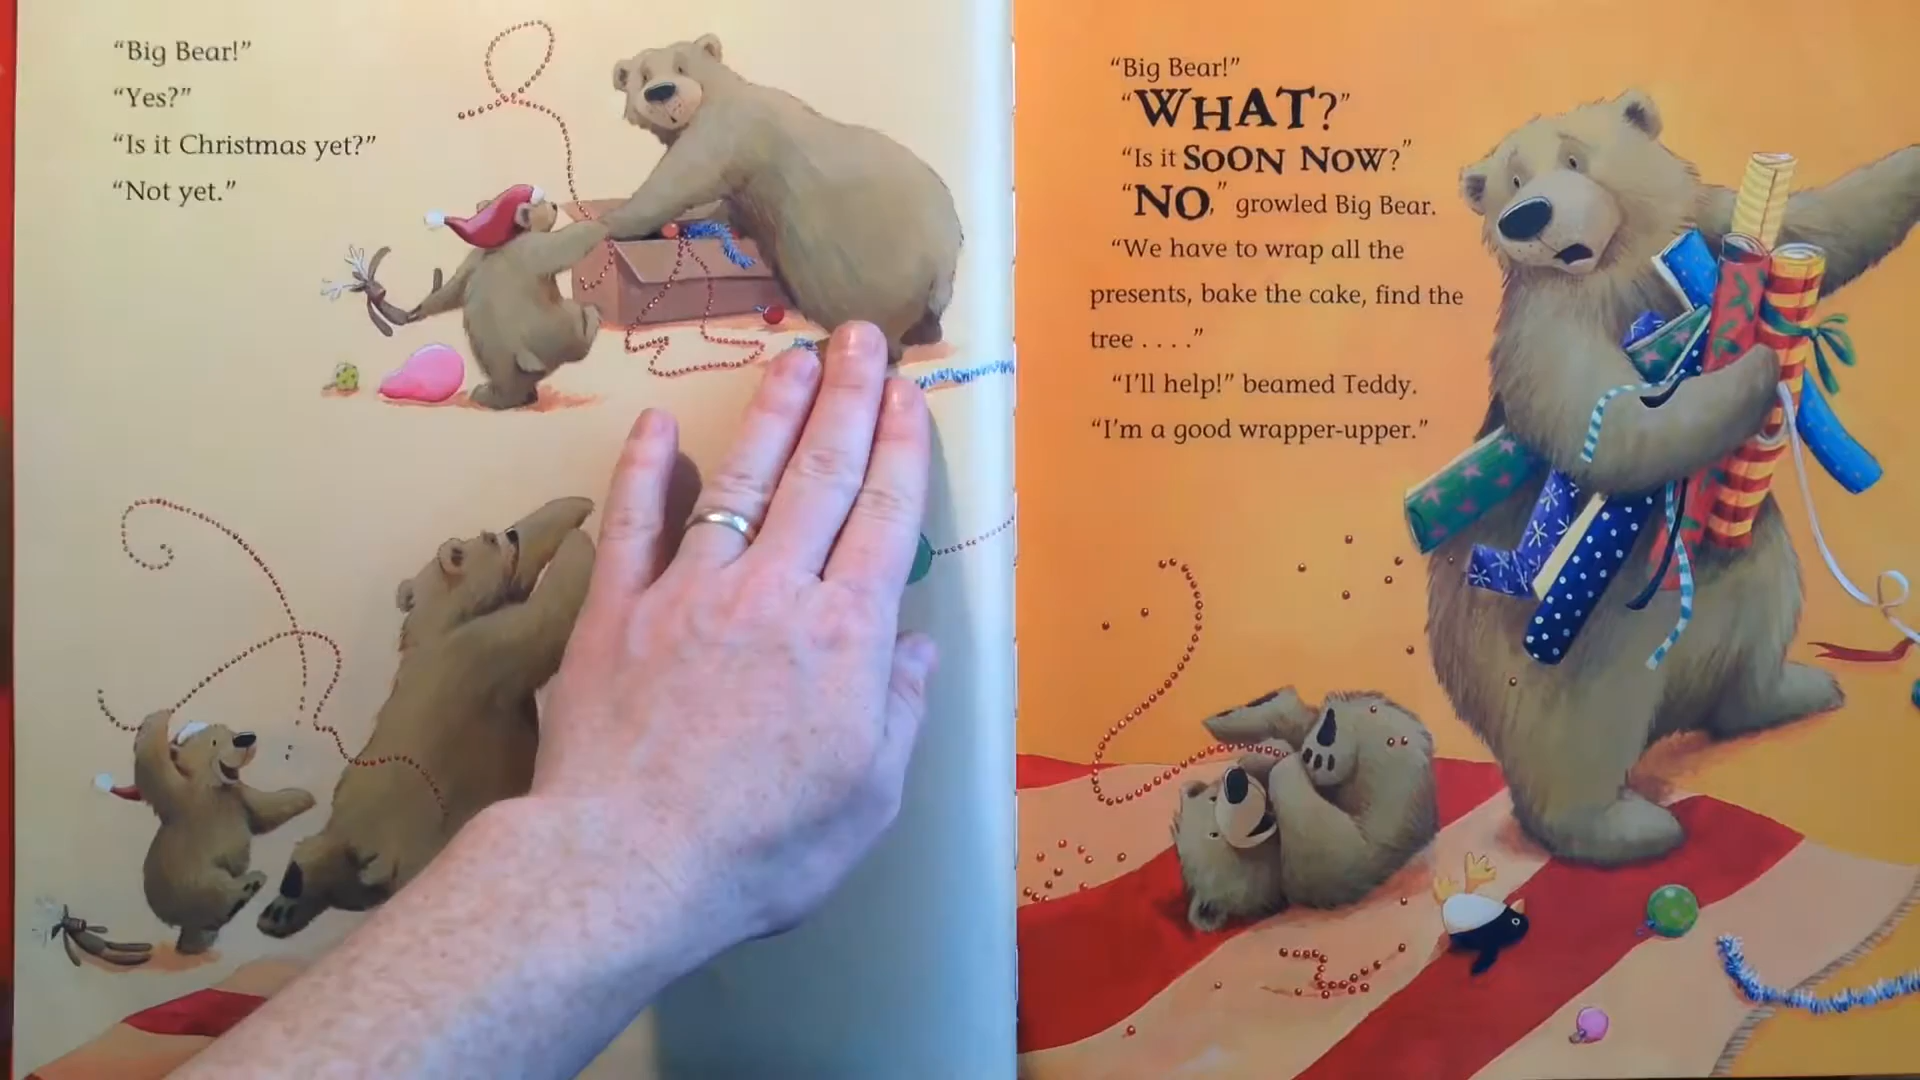 “Big Bear!”
“Yes?”
“Is it Christmas yet?”
“Not yet.”
“Big Bear!”
“WHAT?”
“Is it SOON NOW?”
“NO,” growled Big Bear.
“We have to wrap all the
presents, bake the cake, find the
tree . . . .”
“I’ll help!” beamed Teddy.
“I’m a good wrapper-upper.”